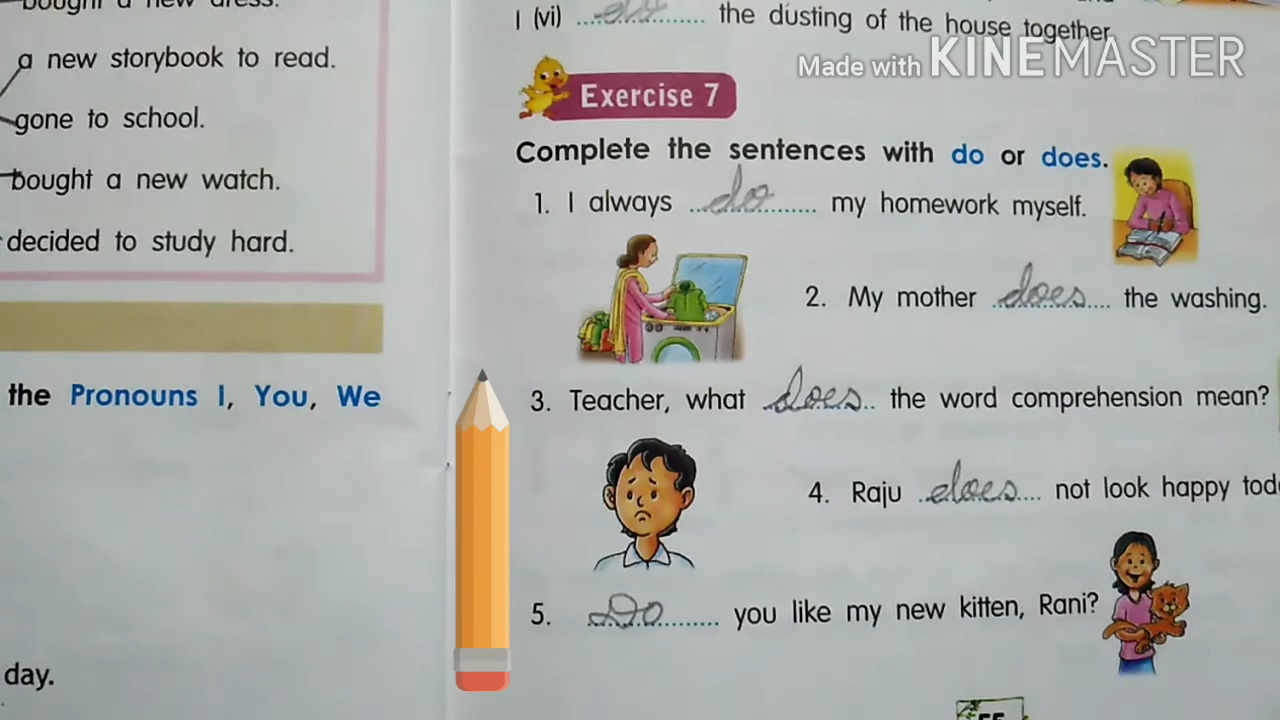 bought a new dress.
a new storybook to read.
gone to school.
bought a new watch.
decided to study hard.
the Pronouns I, You, We
day.
(vi) do the dusting of the house together
Made with KINEMASTER
Exercise 7
Complete the sentences with do or does.
1. I always do my homework myself.
2. My mother does the washing.
3. Teacher, what does the word comprehension mean?
4. Raju does not look happy tod
5. Do you like my new kitten, Rani?